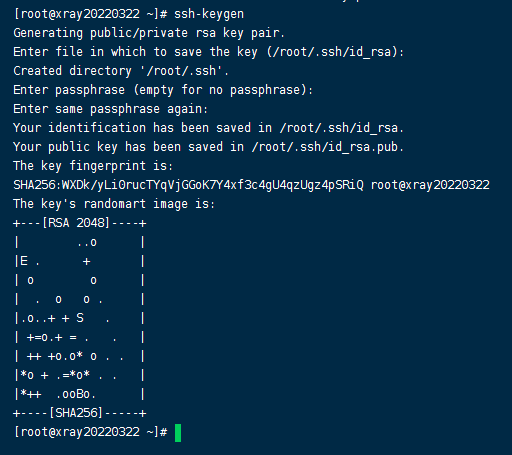 [root@xray20220322 ~]# ssh-keygen
Generating public/private rsa key pair.
Enter file in which to save the key (/root/.ssh/id_rsa):
Created directory '/root/.ssh'.
Enter passphrase (empty for no passphrase):
Enter same passphrase again:
Your identification has been saved in /root/.ssh/id_rsa.
Your public key has been saved in /root/.ssh/id_rsa.pub.
The key fingerprint is:
SHA256:WXDk/yLi0rucTYqVjGGoK7Y4xf3c4gU4qzUgz4pSRiQ root@xray20220322
The key's randomart image is:
+---[RSA 2048]----+
|        ..o      |
|E .      +       |
| o        o      |
|  .  o   o .     |
|.o..+ + S   .    |
| +=o.+ = .   .   |
| ++ +o.o* o . .  |
|*o + .=*o* . .   |
|*++  .ooBo.      |
+----[SHA256]-----+
[root@xray20220322 ~]#